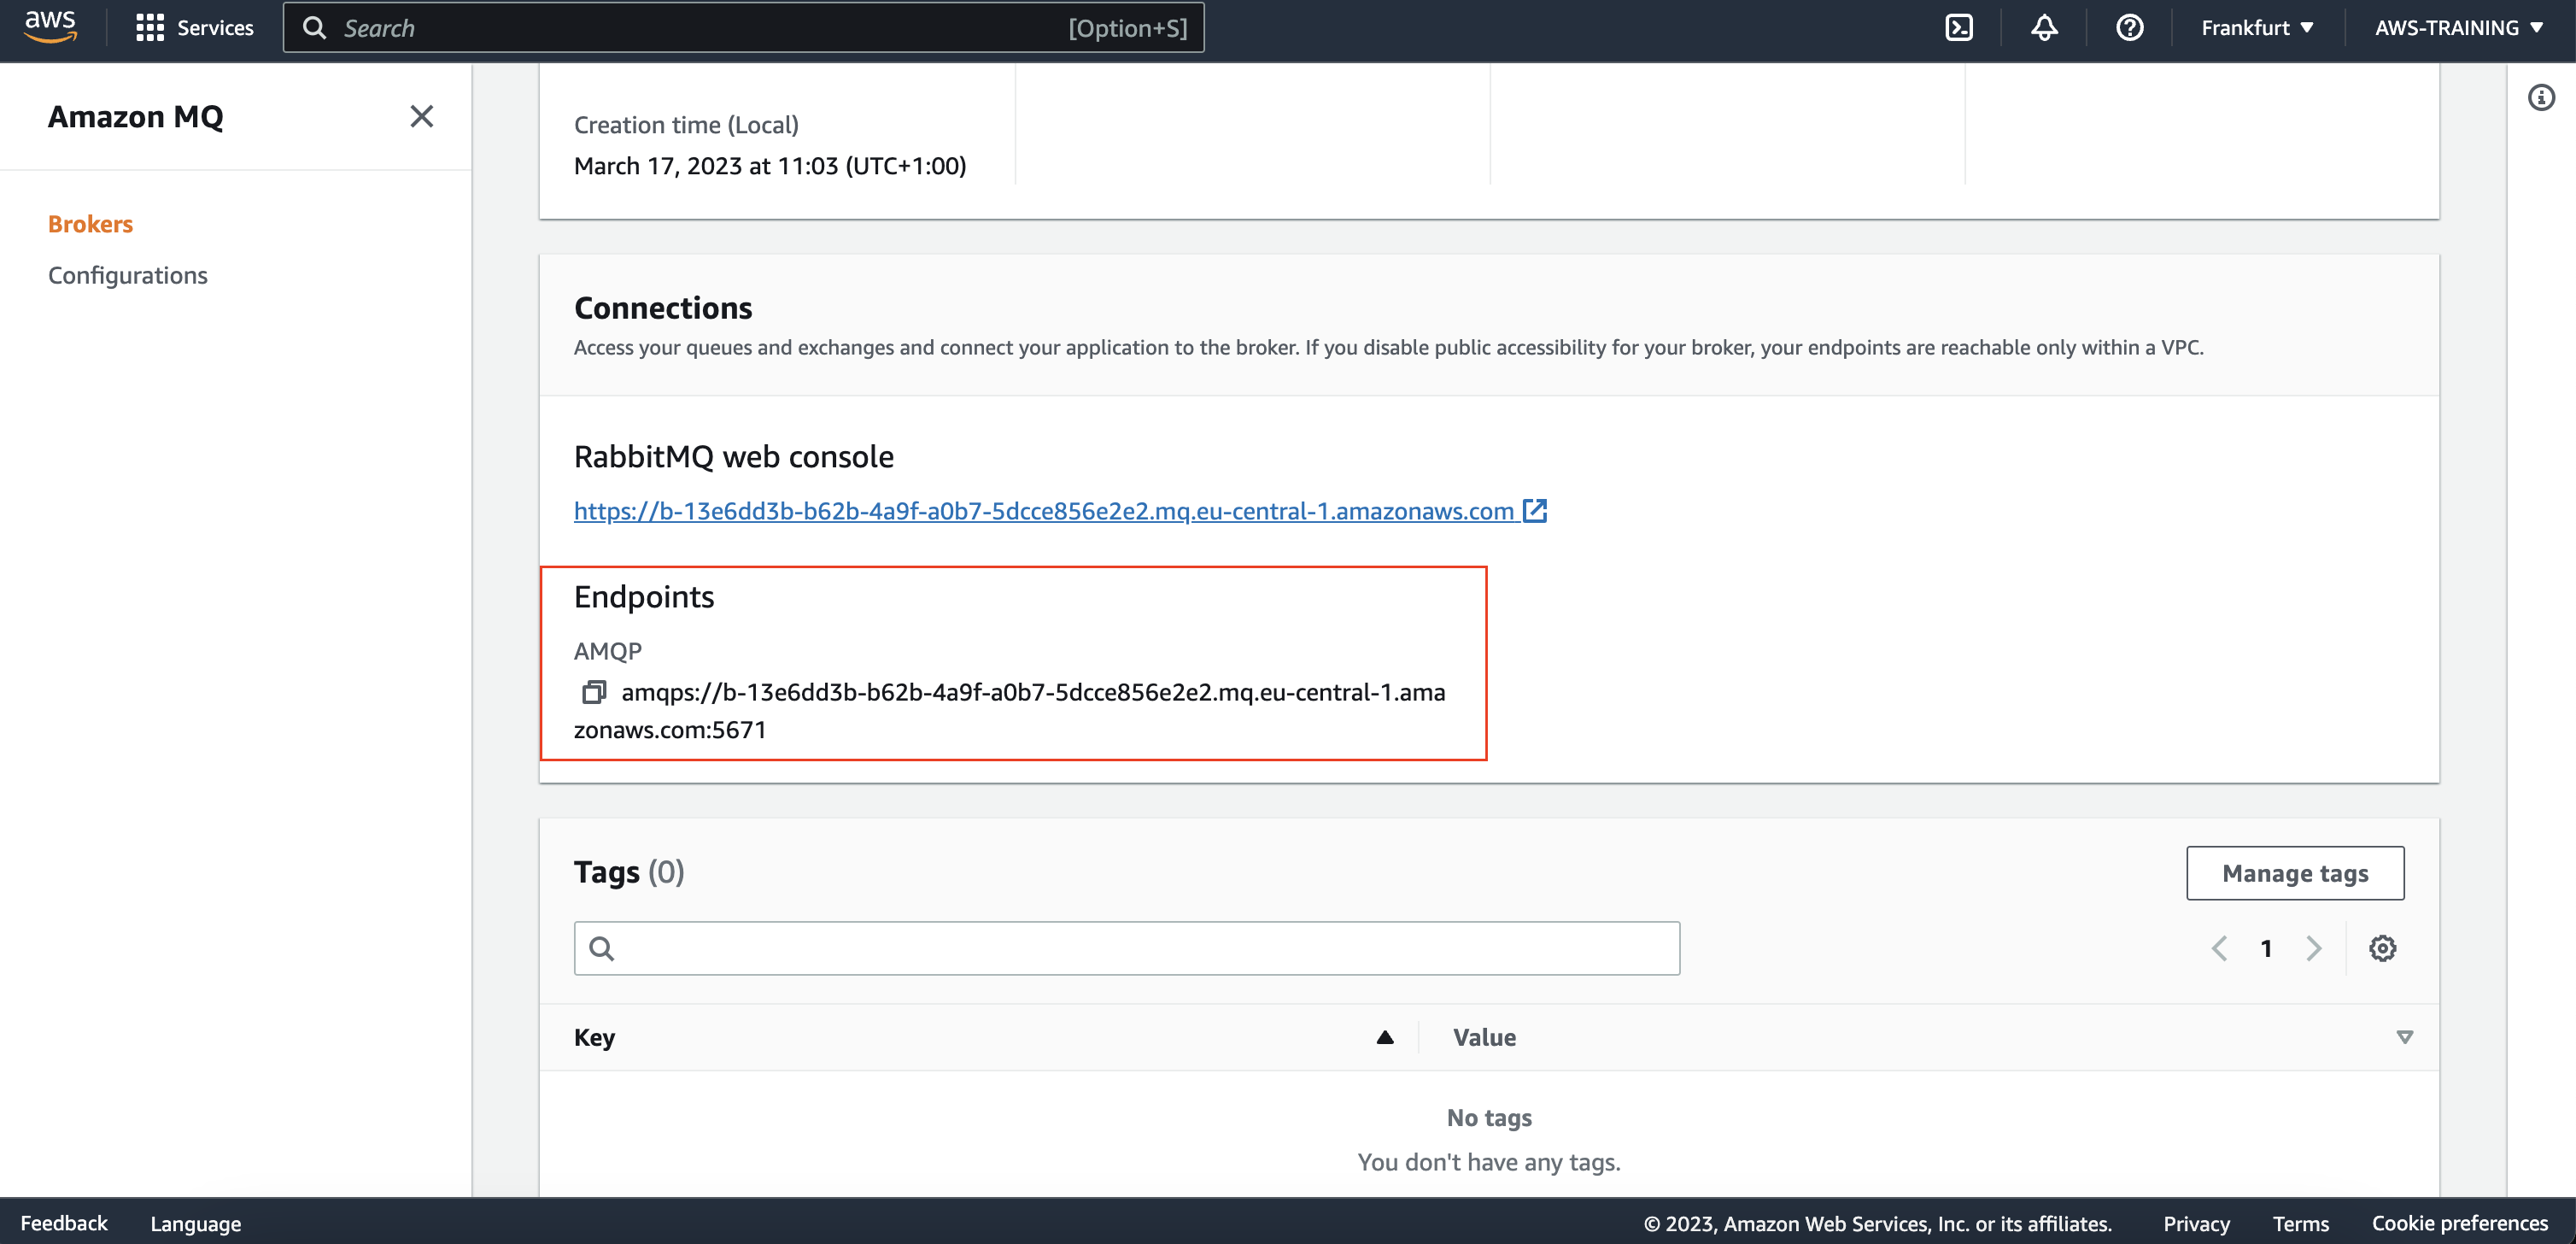 aws
Services
Search
[Option+S]
Frankfurt
AWS-TRAINING
Amazon MQ
Brokers
Configurations
Creation time (Local)
March 17, 2023 at 11:03 (UTC+1:00)
Connections
Access your queues and exchanges and connect your application to the broker. If you disable public accessibility for your broker, your endpoints are reachable only within a VPC.
RabbitMQ web console
https://b-13e6dd3b-b62b-4a9f-a0b7-5dcce856e2e2.mq.eu-central-1.amazonaws.com
Endpoints
AMQP
amqps://b-13e6dd3b-b62b-4a9f-a0b7-5dcce856e2e2.mq.eu-central-1.ama
zonaws.com:5671
Tags (0)
Manage tags
1
Key
Value
No tags
You don't have any tags.
Feedback
Language
© 2023, Amazon Web Services, Inc. or its affiliates.
Privacy
Terms
Cookie preferences